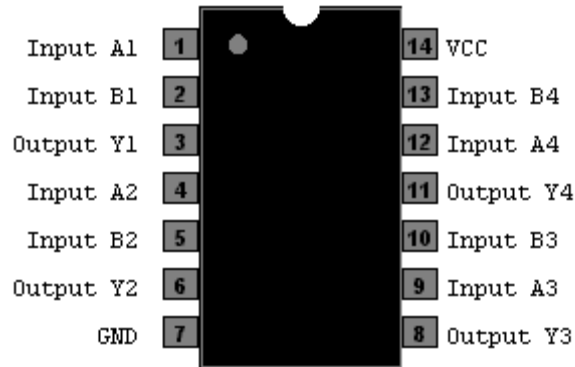 Input A1 1 14 VCC
Input B1 2 13 Input B4
Output Y1 3 12 Input A4
Input A2 4 11 Output Y4
Input B2 5 10 Input B3
Output Y2 6 9 Input A3
GND 7 8 Output Y3